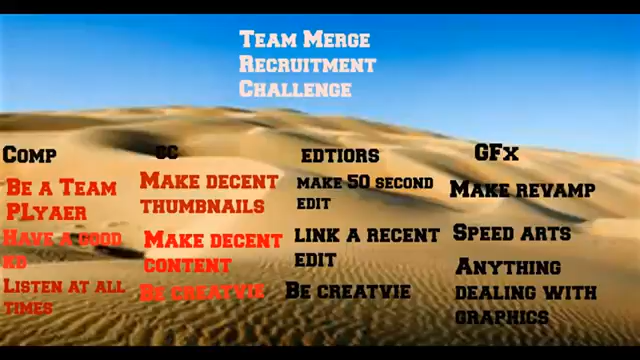 Team Merge
Recruitment
Challenge
Comp
Be a Team
Plyaer
Have a good
kd
Listen at all
times
CC
Make decent
thumbnails
Make decent
content
Be creatvie
edtiors
make 50 second
edit
link a recent
edit
Be creatvie
GFx
Make revamp
Speed arts
Anything
dealing with
graphics